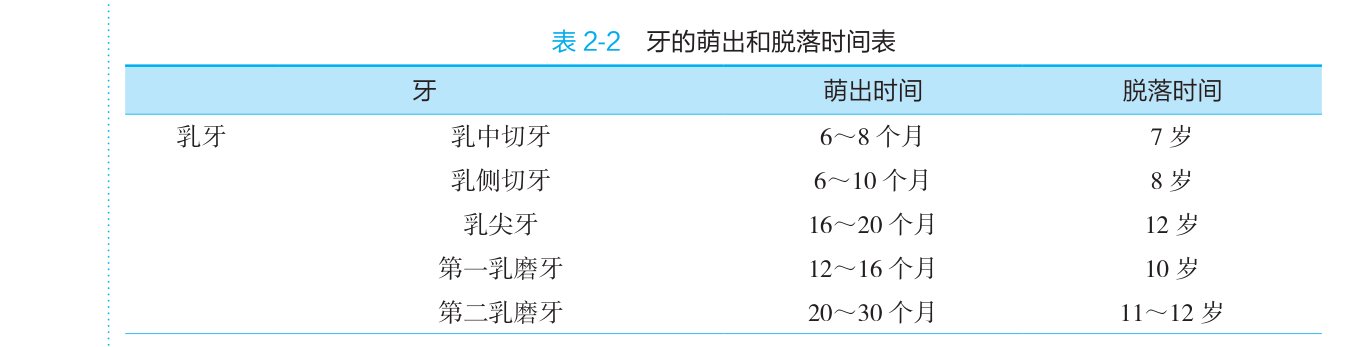 表 2-2 牙的萌出和脱落时间表
牙 萌出时间 脱落时间
乳牙 乳中切牙 6～8 个月 7 岁
乳侧切牙 6～10 个月 8 岁
乳尖牙 16～20 个月 12 岁
第一乳磨牙 12～16 个月 10 岁
第二乳磨牙 20～30 个月 11～12 岁